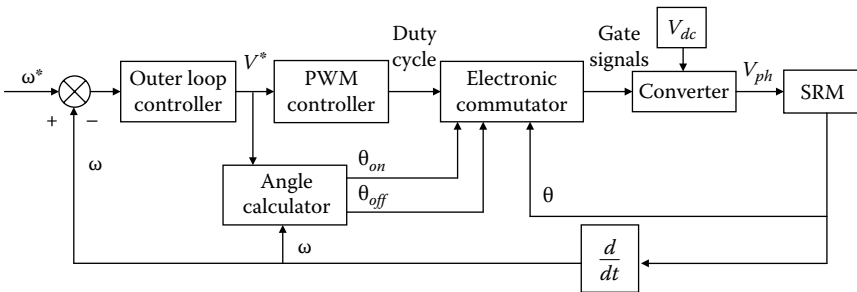 ω*
+
−
ω
Outer loop
controller
V*
PWM
controller
Duty
cycle
Electronic
commutator
Gate
signals
V_dc
Converter
V_ph
SRM
Angle
calculator
θ_on
θ_off
θ
ω
d
dt